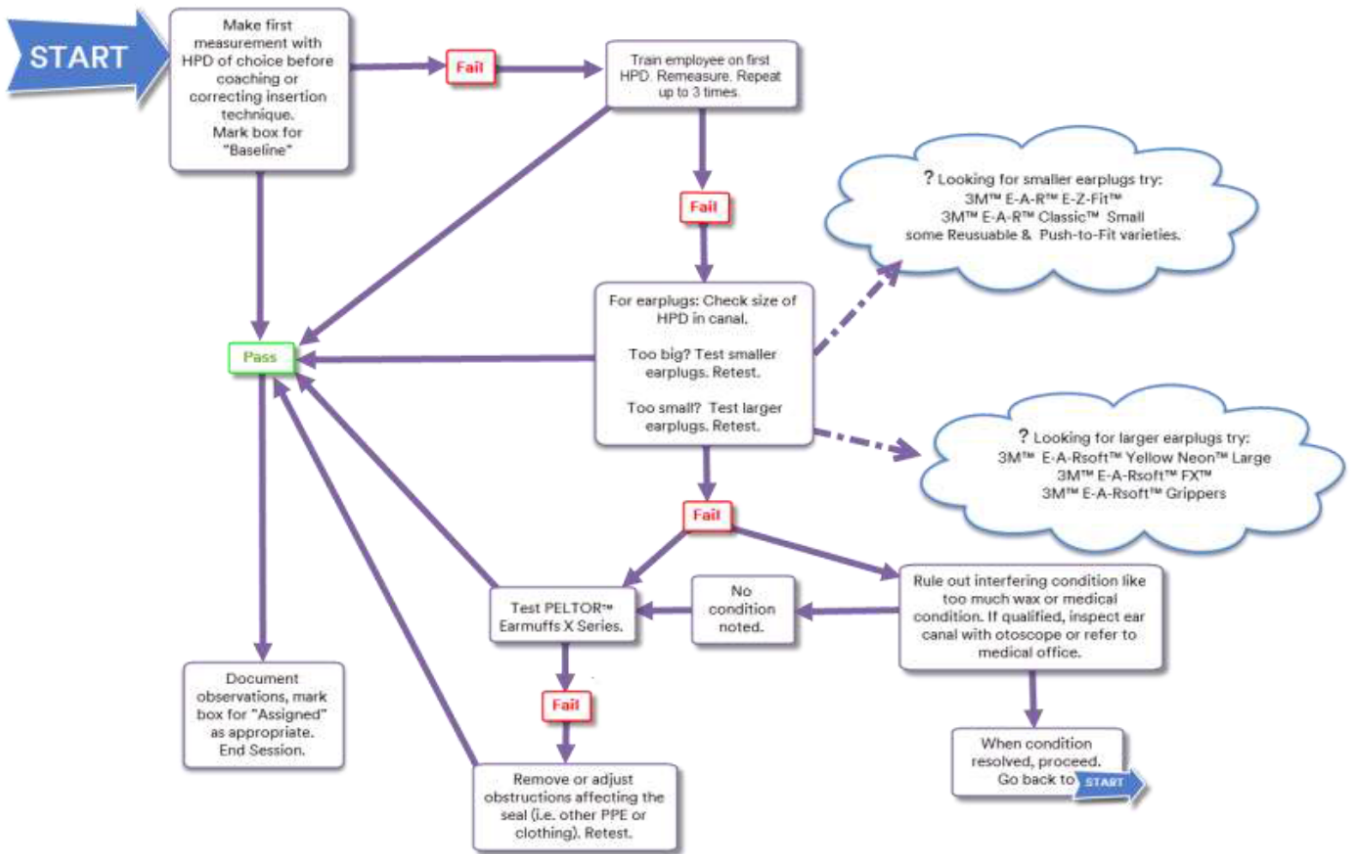 START
Make first
measurement with
HPD of choice before
coaching or
correcting insertion
technique.
Mark box for
"Baseline"
Fail
Train employee on first
HPD. Remeasure. Repeat
up to 3 times.
Fail
? Looking for smaller earplugs try:
3M™ E-A-R™ E-Z-Fit™
3M™ E-A-R™ Classic™ Small
some Reusuable & Push-to-Fit varieties.
For earplugs: Check size of
HPD in canal.
Too big? Test smaller
earplugs. Retest.
Too small? Test larger
earplugs. Retest.
Pass
? Looking for larger earplugs try:
3M™ E-A-Rsoft™ Yellow Neon™ Large
3M™ E-A-Rsoft™ FX™
3M™ E-A-Rsoft™ Grippers
Fail
Test PELTOR™
Earmuffs X Series.
No
condition
noted.
Rule out interfering condition like
too much wax or medical
condition. If qualified, inspect ear
canal with otoscope or refer to
medical office.
Document
observations, mark
box for "Assigned"
as appropriate.
End Session.
Fail
When condition
resolved, proceed.
Go back to START
Remove or adjust
obstructions affecting the
seal (i.e. other PPE or
clothing). Retest.